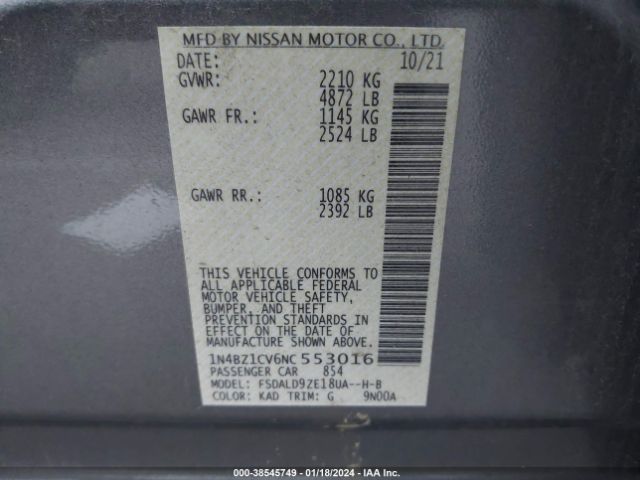 MFD BY NISSAN MOTOR CO., LTD.
DATE: 10/21
GVWR: 2210 KG
4872 LB
GAWR FR.: 1145 KG
2524 LB
GAWR RR.: 1085 KG
2392 LB
THIS VEHICLE CONFORMS TO
ALL APPLICABLE FEDERAL
MOTOR VEHICLE SAFETY,
BUMPER, AND THEFT
PREVENTION STANDARDS IN
EFFECT ON THE DATE OF
MANUFACTURE SHOWN ABOVE.
1N4BZ1CV6NC 553016
PASSENGER CAR 854
MODEL: FSDALD9ZE18UA--H-B
COLOR: KAD TRIM: G 9N00A
000-38545749 - 01/18/2024 - IAA Inc.